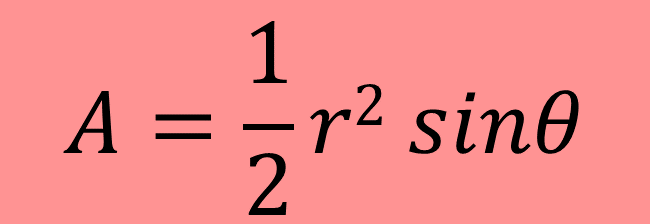 A = 1/2 r² sinθ